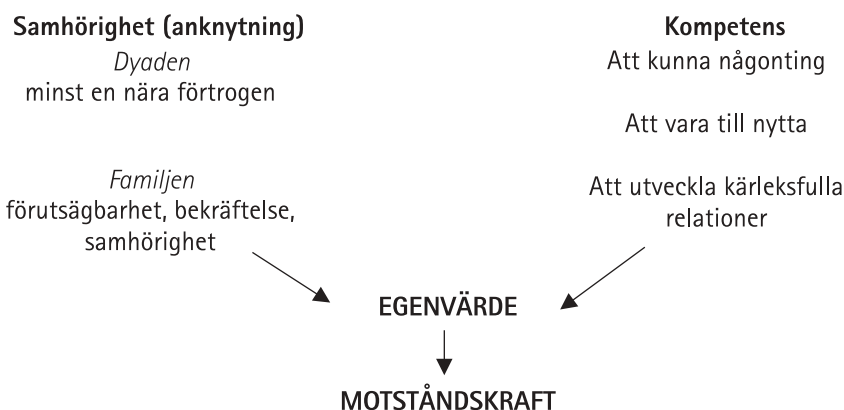 Samhörighet (anknytning)
Dyaden
minst en nära förtrogen
Familjen
förutsägbarhet, bekräftelse,
samhörighet
Kompetens
Att kunna någonting
Att vara till nytta
Att utveckla kärleksfulla
relationer
EGENVÄRDE
MOTSTÅNDSKRAFT